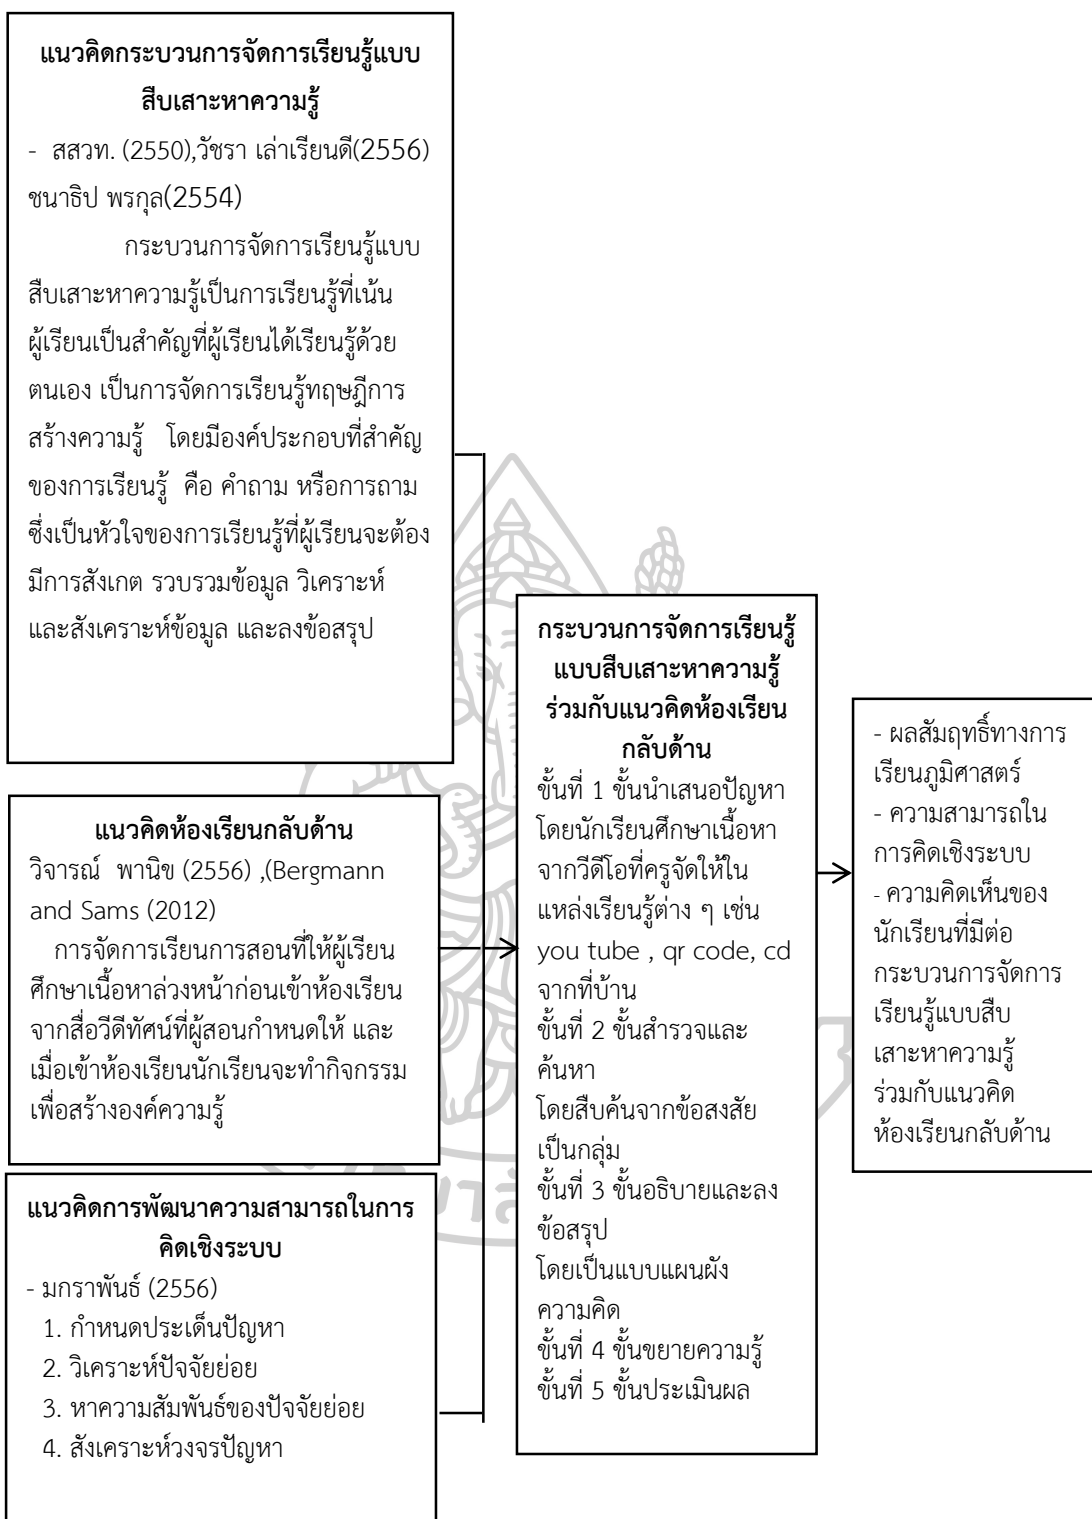 แนวคิดกระบวนการจัดการเรียนรู้แบบ
สืบเสาะหาความรู้
- สสวท. (2550),วัชรา เล่าเรียนดี(2556)
ชนาธิป พรกุล(2554)
กระบวนการจัดการเรียนรู้แบบ
สืบเสาะหาความรู้เป็นการเรียนรู้ที่เน้น
ผู้เรียนเป็นสำคัญที่ผู้เรียนได้เรียนรู้ด้วย
ตนเอง เป็นการจัดการเรียนรู้ทฤษฎีการ
สร้างความรู้ โดยมีองค์ประกอบที่สำคัญ
ของการเรียนรู้ คือ คำถาม หรือการถาม
ซึ่งเป็นหัวใจของการเรียนรู้ที่ผู้เรียนจะต้อง
มีการสังเกต รวบรวมข้อมูล วิเคราะห์
และสังเคราะห์ข้อมูล และลงข้อสรุป
แนวคิดห้องเรียนกลับด้าน
วิจารณ์ พานิข (2556) ,(Bergmann
and Sams (2012)
การจัดการเรียนการสอนที่ให้ผู้เรียน
ศึกษาเนื้อหาล่วงหน้าก่อนเข้าห้องเรียน
จากสื่อวีดีทัศน์ที่ผู้สอนกำหนดให้ และ
เมื่อเข้าห้องเรียนนักเรียนจะทำกิจกรรม
เพื่อสร้างองค์ความรู้
แนวคิดการพัฒนาความสามารถในการ
คิดเชิงระบบ
- มกราพันธ์ (2556)
1. กำหนดประเด็นปัญหา
2. วิเคราะห์ปัจจัยย่อย
3. หาความสัมพันธ์ของปัจจัยย่อย
4. สังเคราะห์วงจรปัญหา
กระบวนการจัดการเรียนรู้
แบบสืบเสาะหาความรู้
ร่วมกับแนวคิดห้องเรียน
กลับด้าน
ขั้นที่ 1 ขั้นนำเสนอปัญหา
โดยนักเรียนศึกษาเนื้อหา
จากวีดีโอที่ครูจัดให้ใน
แหล่งเรียนรู้ต่าง ๆ เช่น
you tube , qr code, cd
จากที่บ้าน
ขั้นที่ 2 ขั้นสำรวจและ
ค้นหา
โดยสืบค้นจากข้อสงสัย
เป็นกลุ่ม
ขั้นที่ 3 ขั้นอธิบายและลง
ข้อสรุป
โดยเป็นแบบแผนผัง
ความคิด
ขั้นที่ 4 ขั้นขยายความรู้
ขั้นที่ 5 ขั้นประเมินผล
- ผลสัมฤทธิ์ทางการ
เรียนภูมิศาสตร์
- ความสามารถใน
การคิดเชิงระบบ
- ความคิดเห็นของ
นักเรียนที่มีต่อ
กระบวนการจัดการ
เรียนรู้แบบสืบ
เสาะหาความรู้
ร่วมกับแนวคิด
ห้องเรียนกลับด้าน